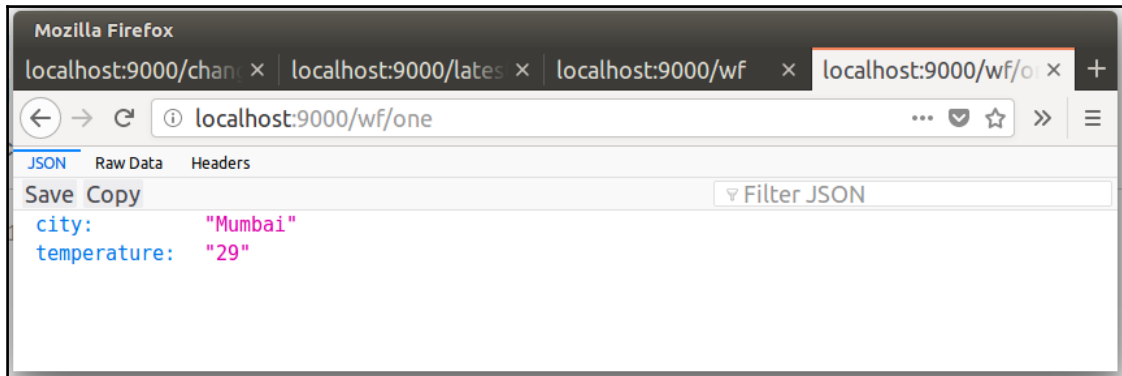 Mozilla Firefox
localhost:9000/chang × localhost:9000/lates × localhost:9000/wf × localhost:9000/wf/o × +
localhost:9000/wf/one
JSON Raw Data Headers
Save Copy Filter JSON
city: "Mumbai"
temperature: "29"